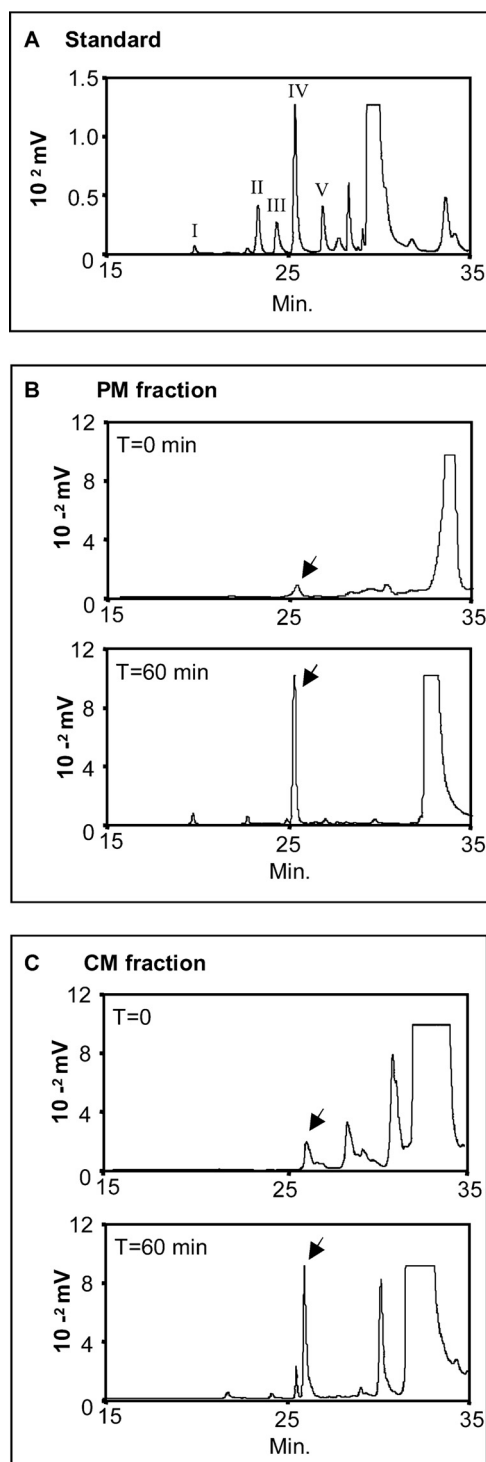 A Standard
1.5
1.0
0.5
0
10 ² mV
I
II
III
IV
V
15 25 35
Min.
B PM fraction
12
8
4
0
10 -² mV
T=0 min
15 25 35
12
8
4
0
10 -² mV
T=60 min
15 25 35
Min.
C CM fraction
12
8
4
0
10 -² mV
T=0
15 25 35
12
8
4
0
10 -² mV
T=60 min
15 25 35
Min.